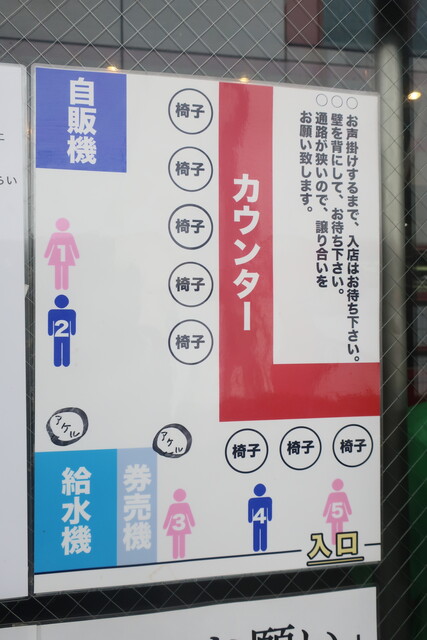 ○お声掛けするまで、入店はお待ち下さい。
○壁を背にして、お待ち下さい。
○通路が狭いので、譲り合いを
お願い致します。
自販機
椅子
椅子
椅子
椅子
椅子
カウンター
1
2
アケル
アケル
椅子
椅子
椅子
給水機
券売機
3
4
5
入口
お願い